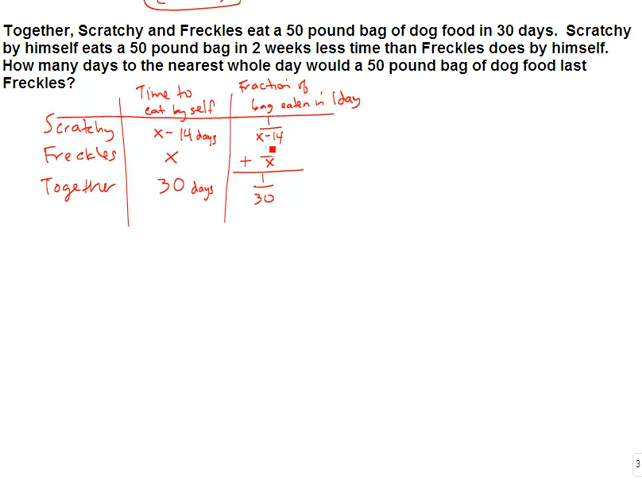 Together, Scratchy and Freckles eat a 50 pound bag of dog food in 30 days. Scratchy
by himself eats a 50 pound bag in 2 weeks less time than Freckles does by himself.
How many days to the nearest whole day would a 50 pound bag of dog food last
Freckles?
Time to Fraction of
eat by self bag eaten in 1 day
Scratchy x - 14 days 1/x-14
Freckles x + /x
Together 30 days 1/30
3